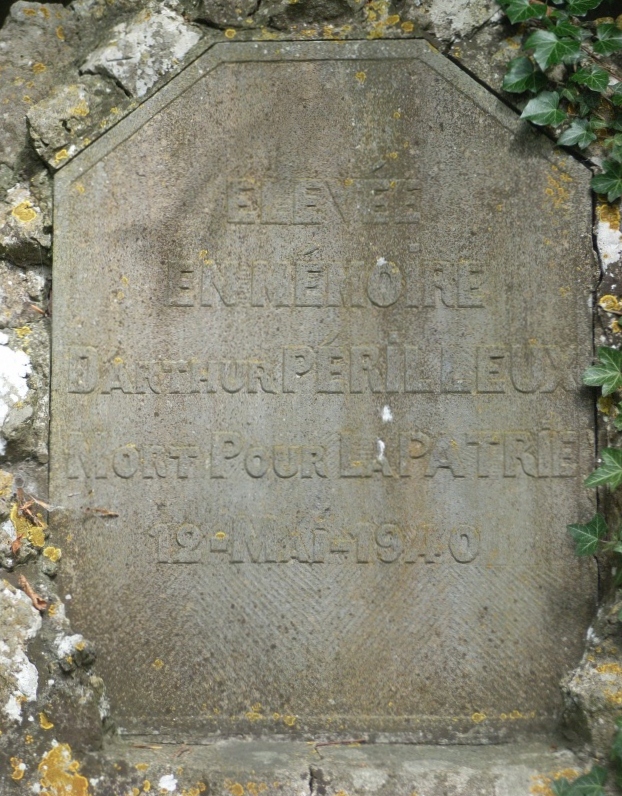 ELEVÉE
EN MÉMOIRE
D'ARTHUR PÉRILLEUX
MORT POUR LA PATRIE
12-MAI-1940